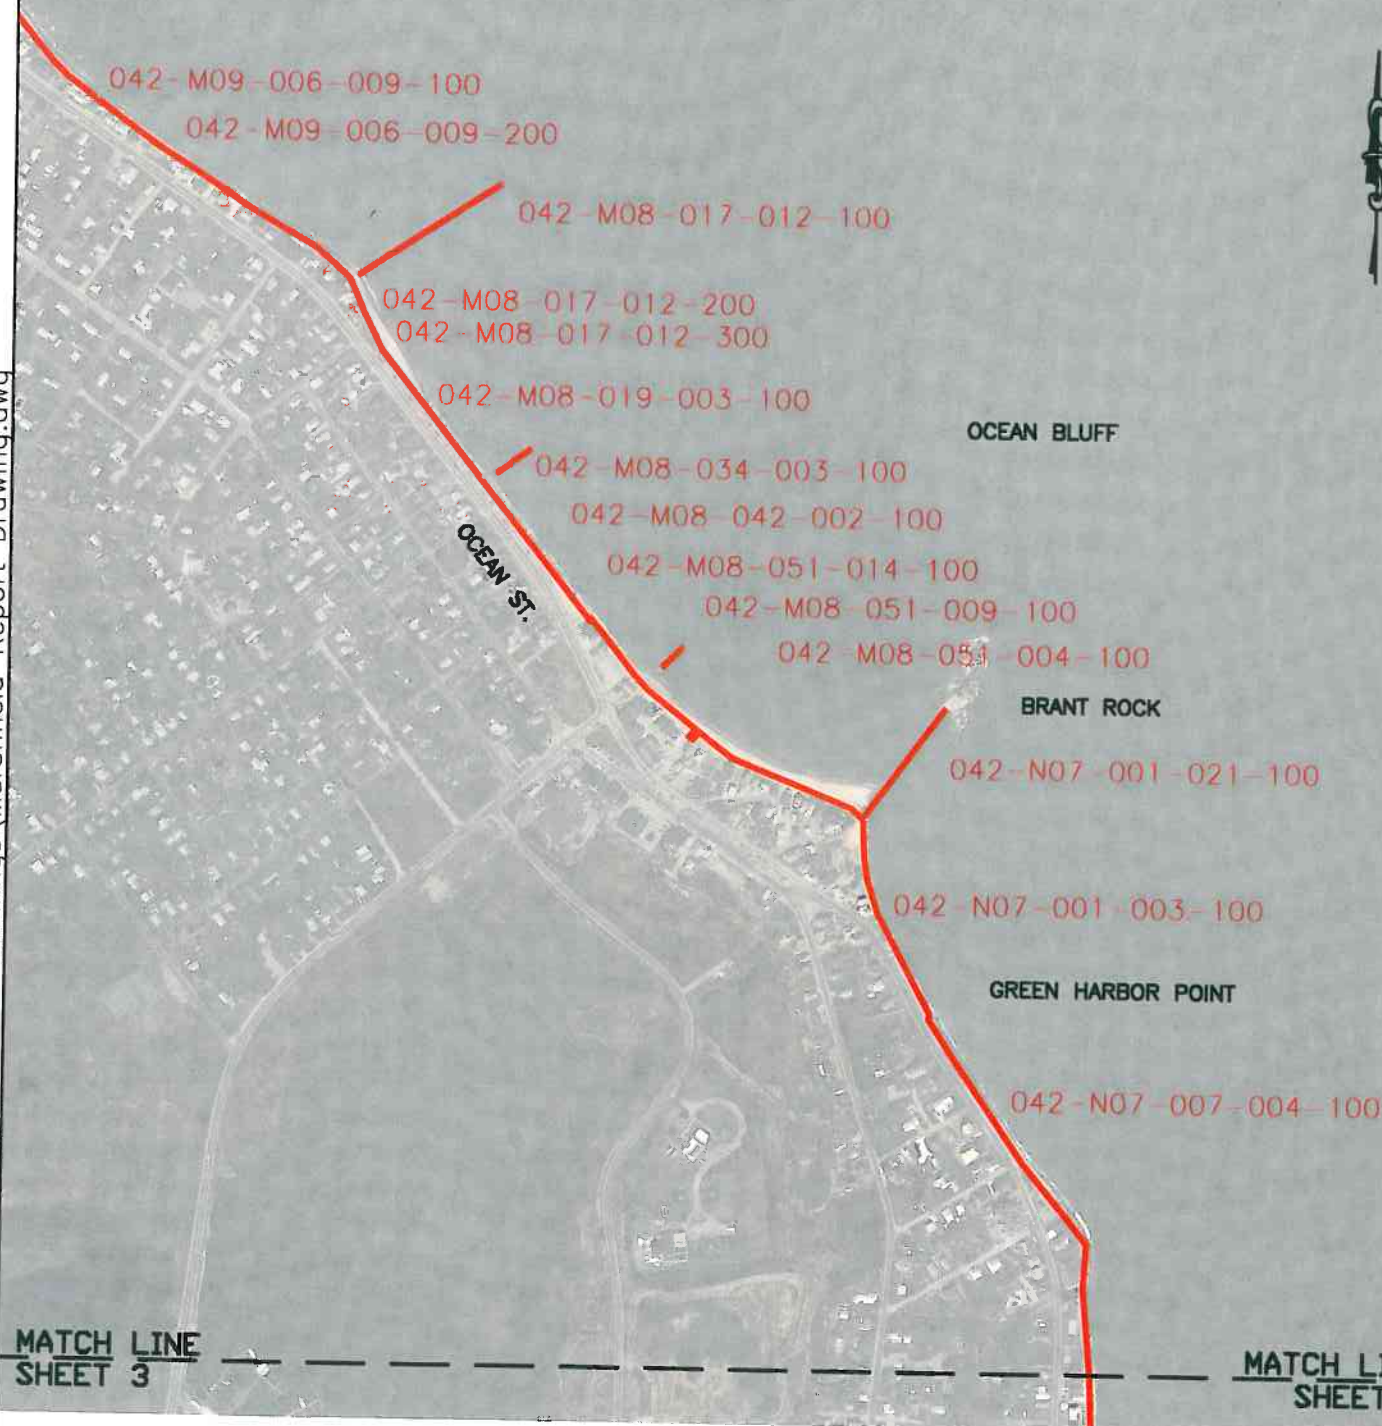 042-M09-006-009-100
042-M09-006-009-200
042-M08-017-012-100
042-M08-017-012-200
042-M08-017-012-300
042-M08-019-003-100
OCEAN BLUFF
042-M08-034-003-100
042-M08-042-002-100
OCEAN ST.
042-M08-051-014-100
042-M08-051-009-100
042-M08-051-004-100
BRANT ROCK
042-N07-001-021-100
042-N07-001-003-100
GREEN HARBOR POINT
042-N07-007-004-100
MATCH LINE
SHEET 3
MATCH
SHEET